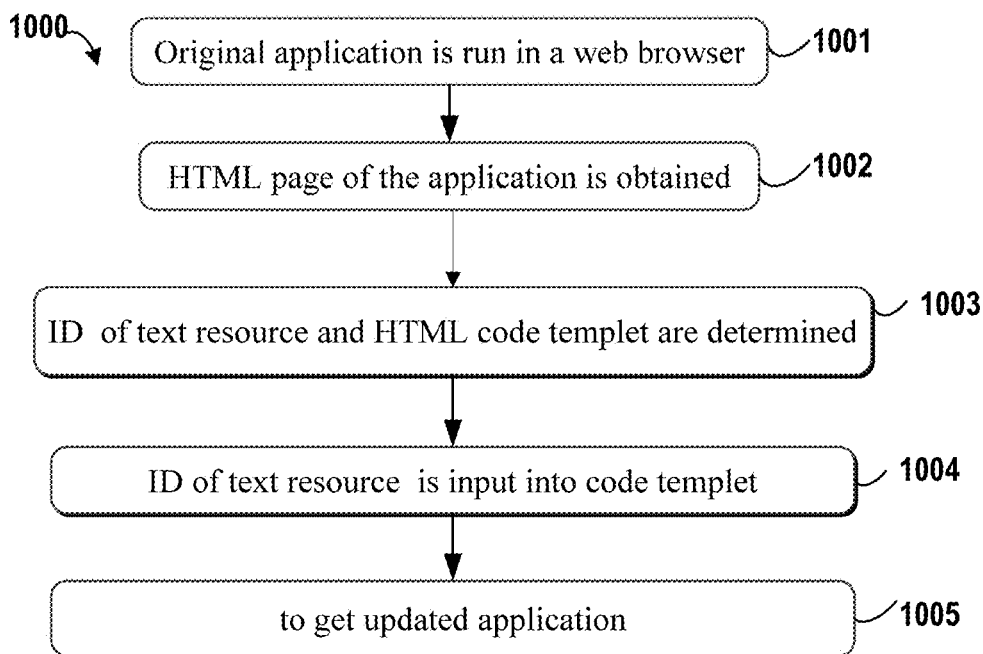 1000
Original application is run in a web browser
1001
HTML page of the application is obtained
1002
ID of text resource and HTML code templet are determined
1003
ID of text resource is input into code templet
1004
to get updated application
1005